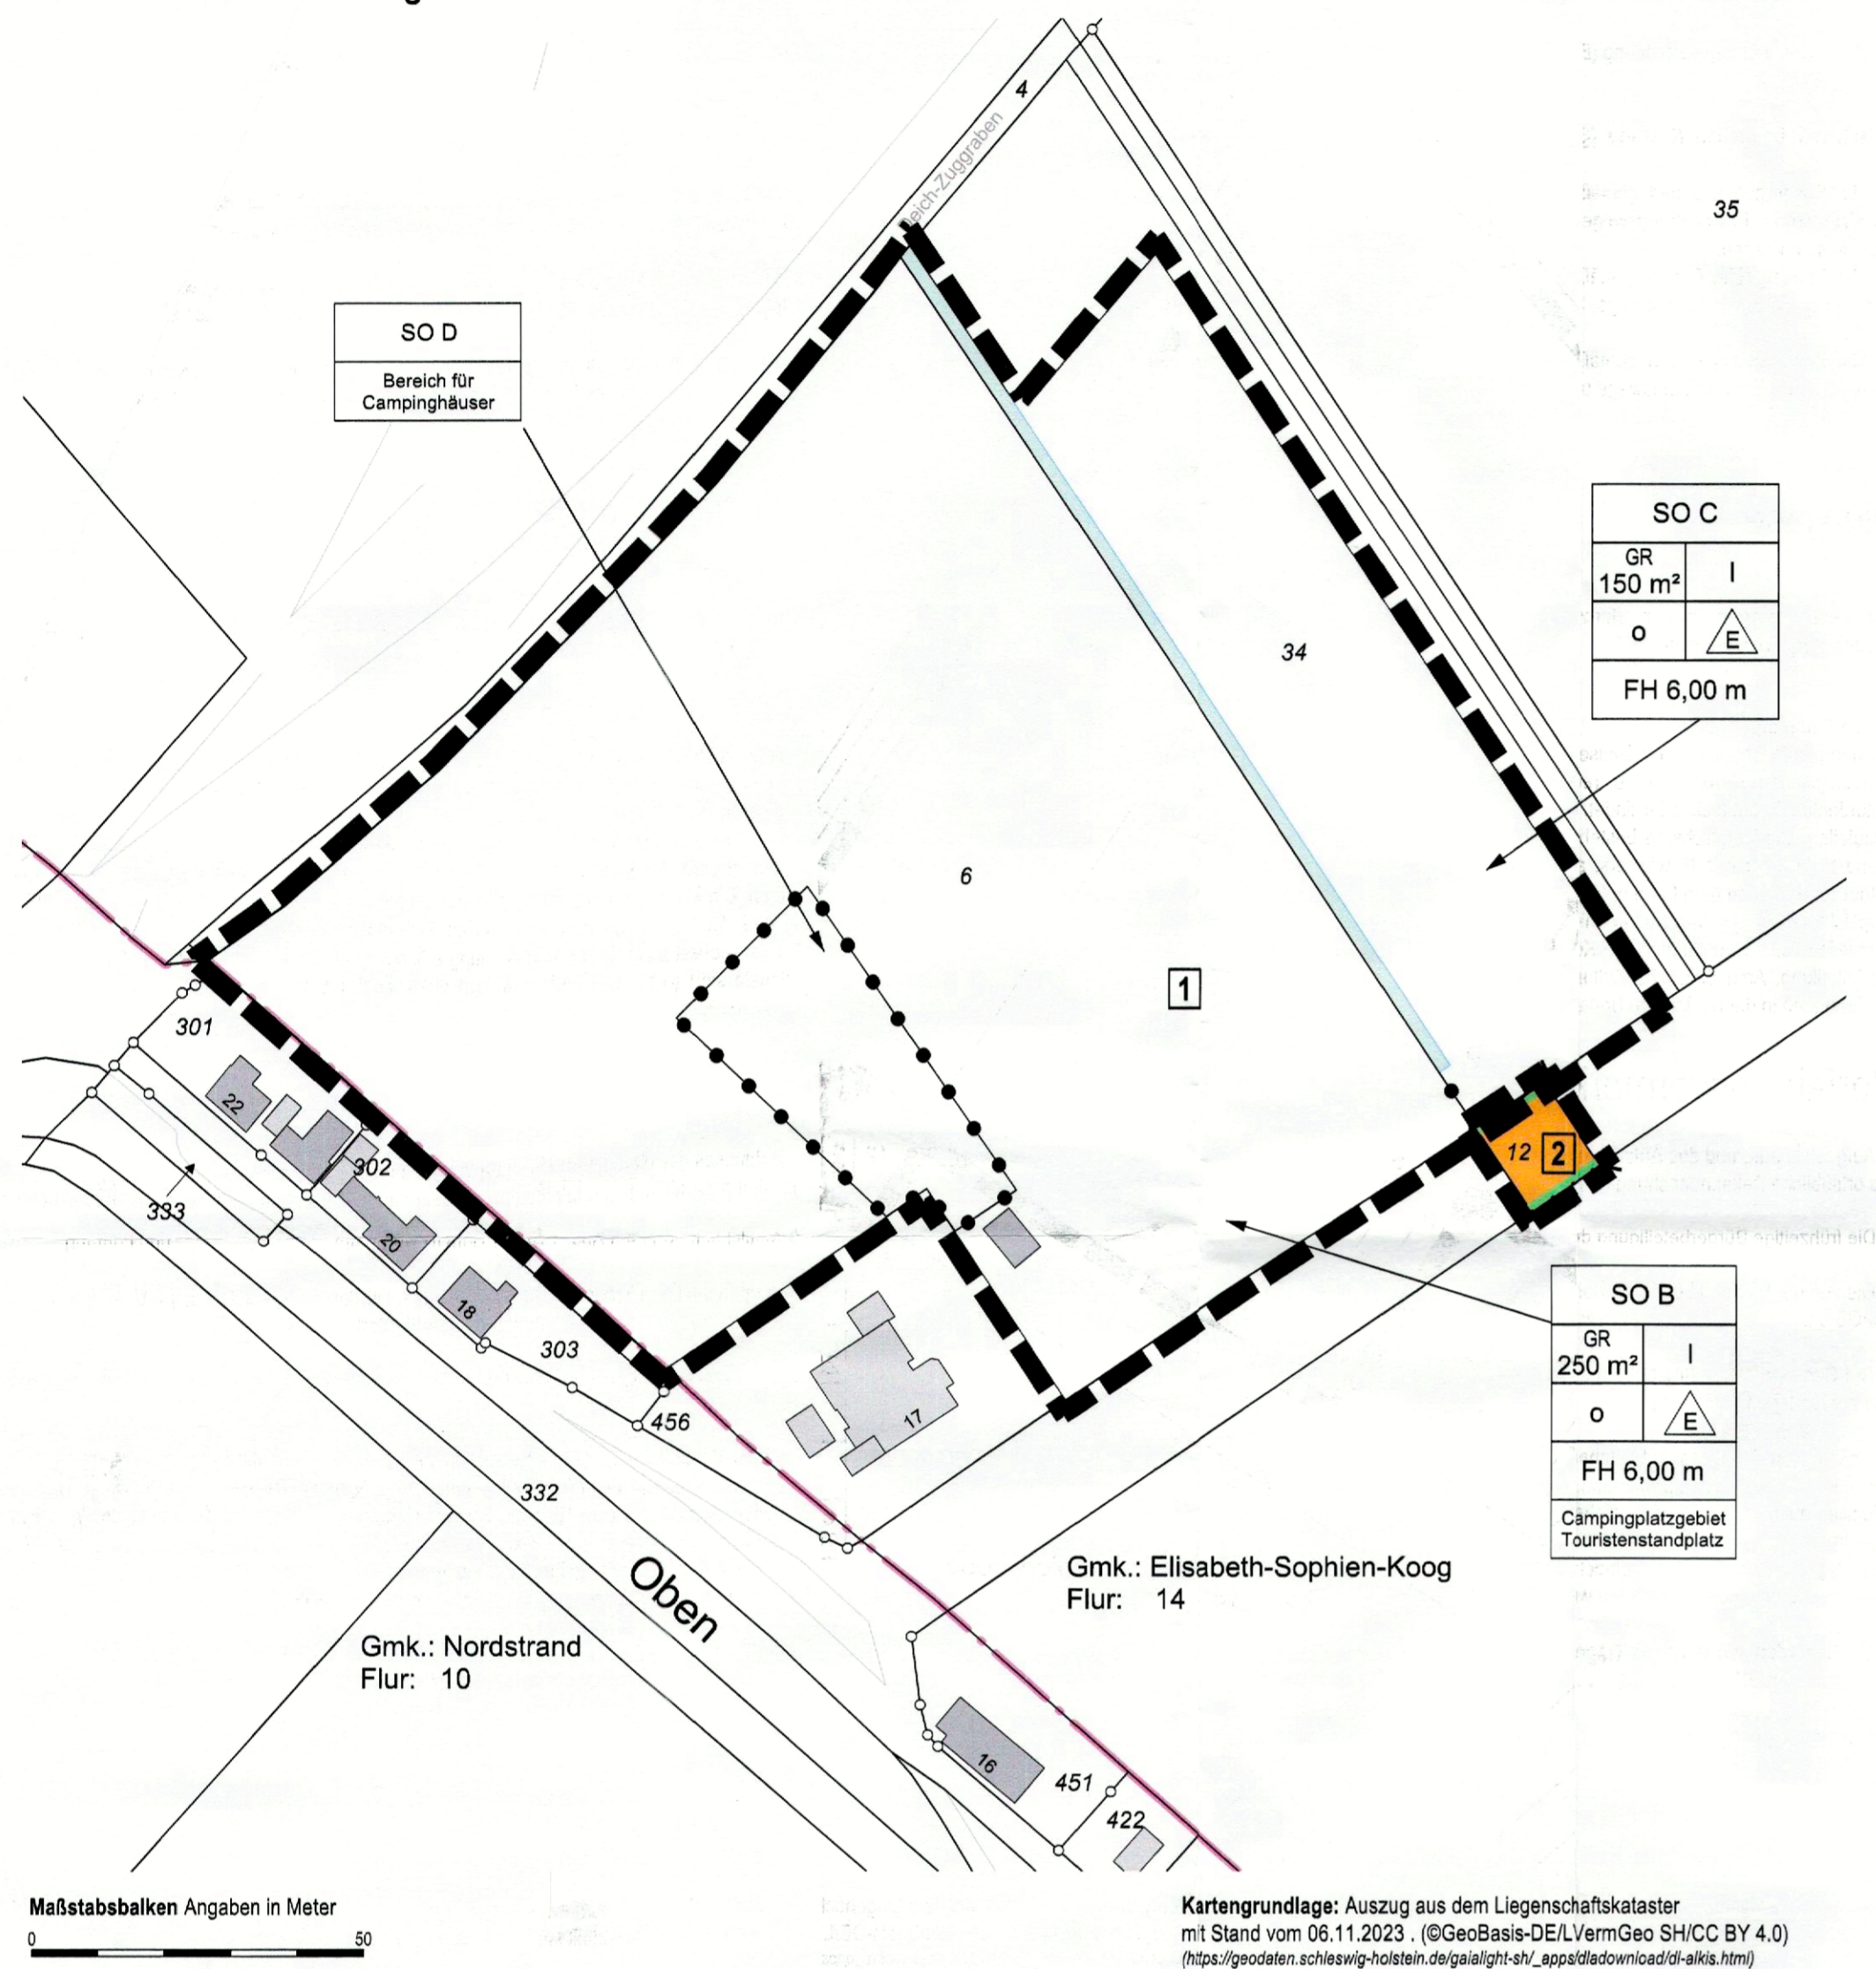 4
Deich-Zuggraben
35
SO D
Bereich für
Campinghäuser
SO C
GR
150 m²
I
o
E
FH 6,00 m
34
6
1
301
22
302
333
20
18
303
12
2
SO B
GR
250 m²
I
o
E
FH 6,00 m
Campingplatzgebiet
Touristenstandplatz
17
456
332
Oben
Gmk.: Elisabeth-Sophien-Koog
Flur: 14
Gmk.: Nordstrand
Flur: 10
16
451
422
Maßstabsbalken Angaben in Meter
0 50
Kartengrundlage: Auszug aus dem Liegenschaftskataster
mit Stand vom 06.11.2023 . (©GeoBasis-DE/LVermGeo SH/CC BY 4.0)
(https://geodaten.schleswig-holstein.de/gaialight-sh/_apps/dladownload/dl-alkis.html)